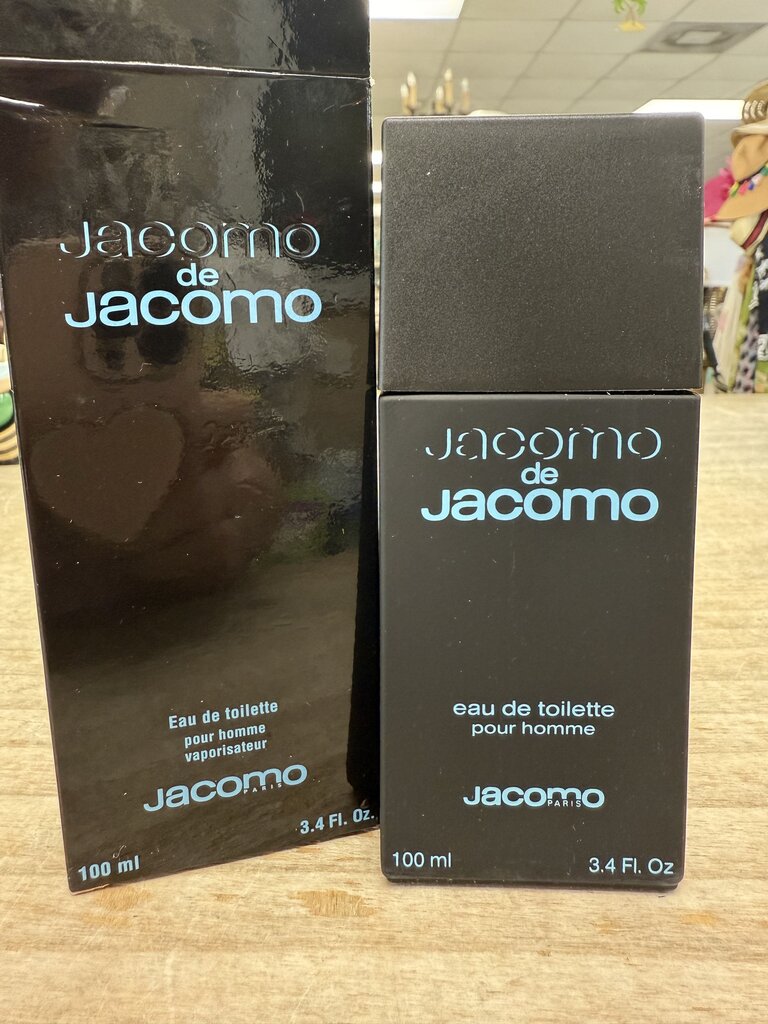 Jacomo
de
Jacomo
Eau de toilette
pour homme
vaporisateur
Jacomo
PARIS
100 ml
3.4 Fl. Oz.
Jacomo
de
Jacomo
eau de toilette
pour homme
Jacomo
PARIS
100 ml
3.4 Fl. Oz